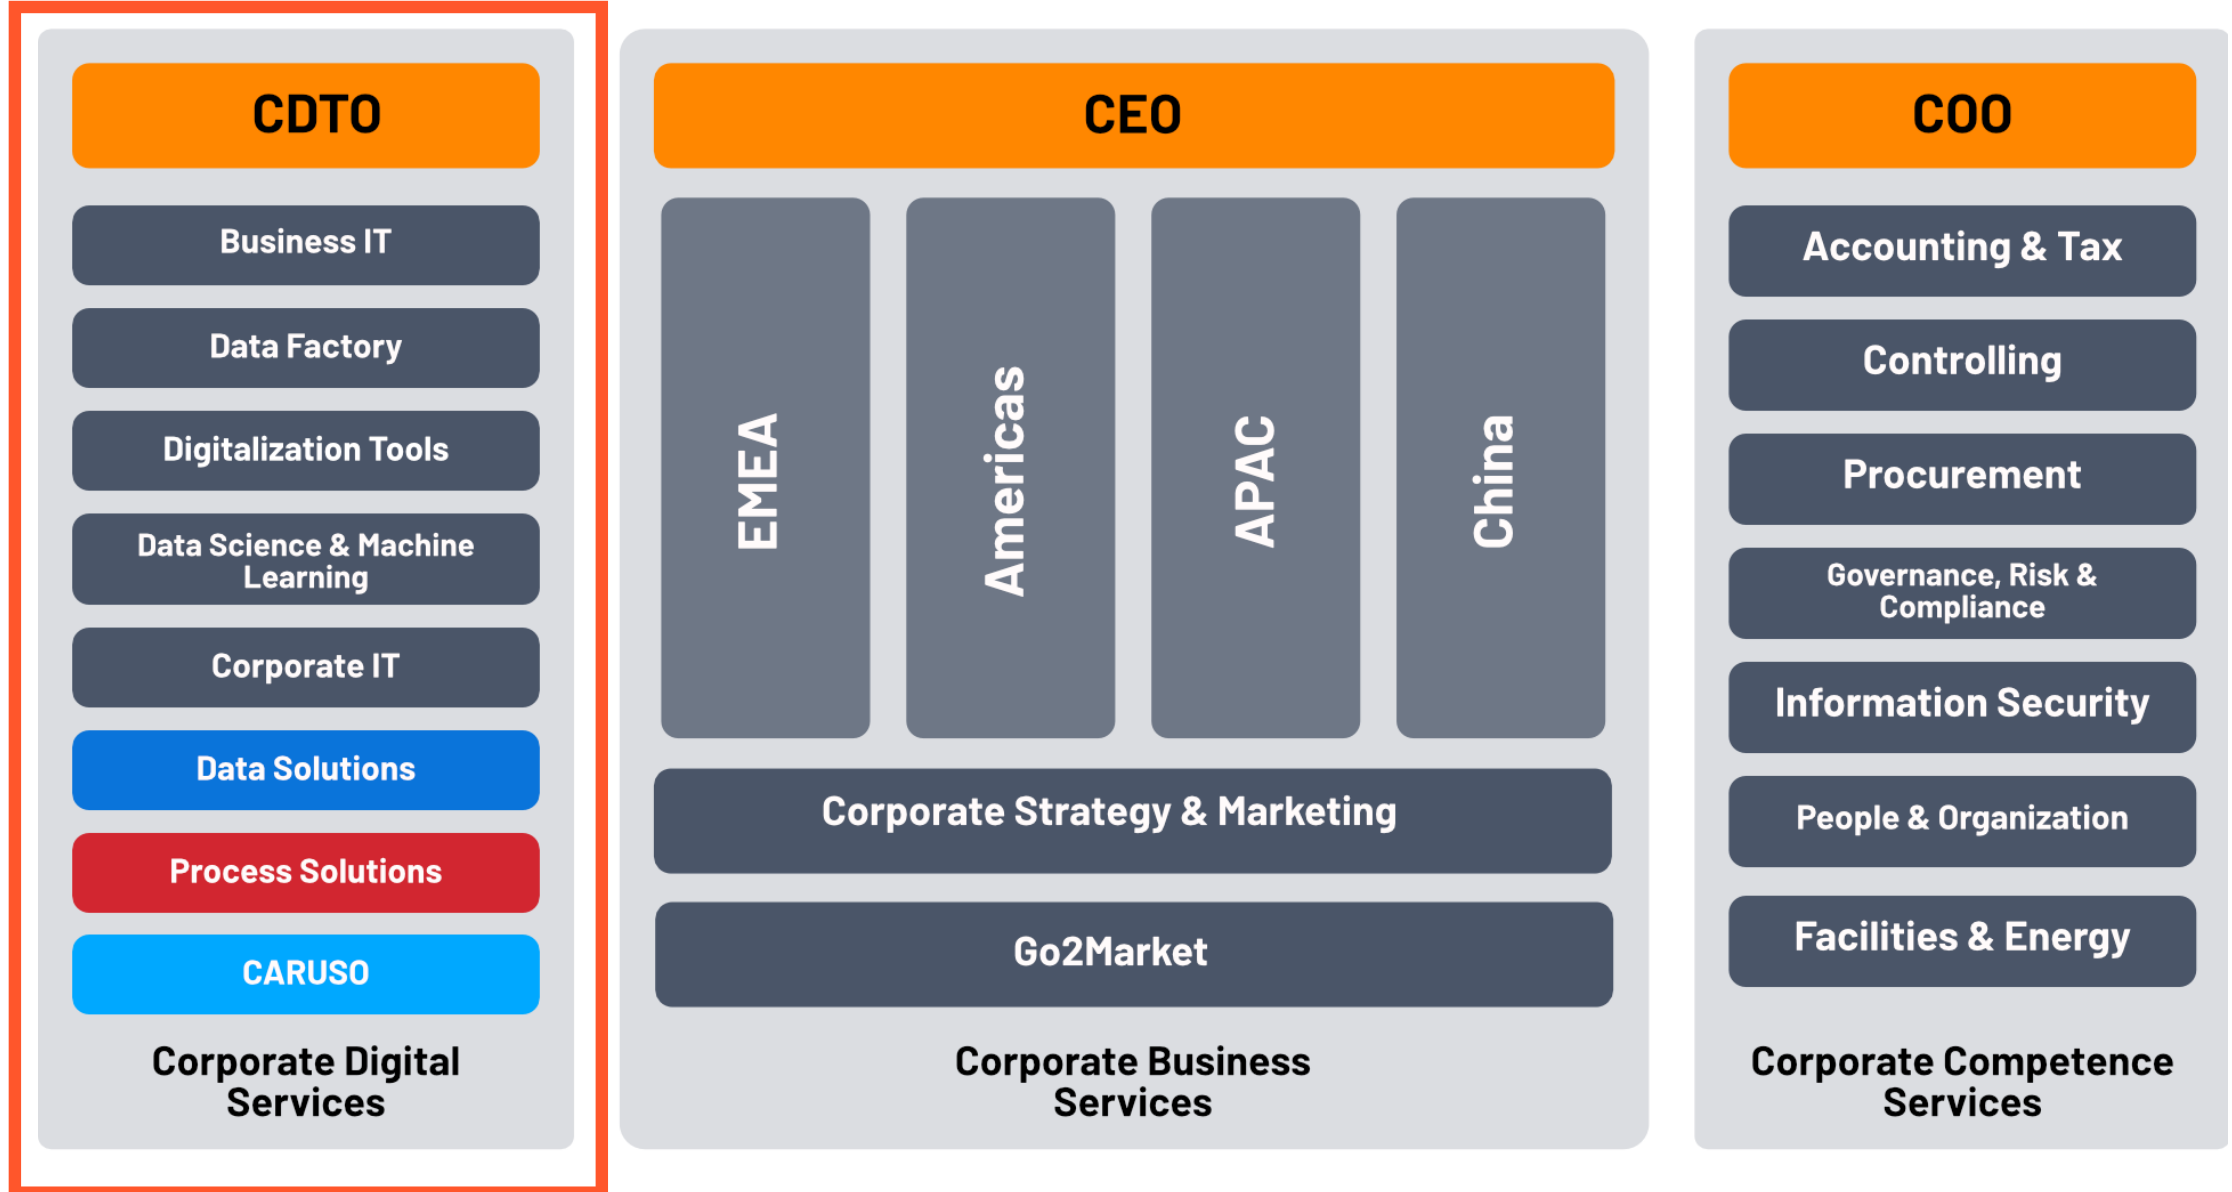 CDTO
Business IT
Data Factory
Digitalization Tools
Data Science & Machine
Learning
Corporate IT
Data Solutions
Process Solutions
CARUSO
Corporate Digital
Services
CEO
EMEA
Americas
APAC
China
Corporate Strategy & Marketing
Go2Market
Corporate Business
Services
COO
Accounting & Tax
Controlling
Procurement
Governance, Risk &
Compliance
Information Security
People & Organization
Facilities & Energy
Corporate Competence
Services